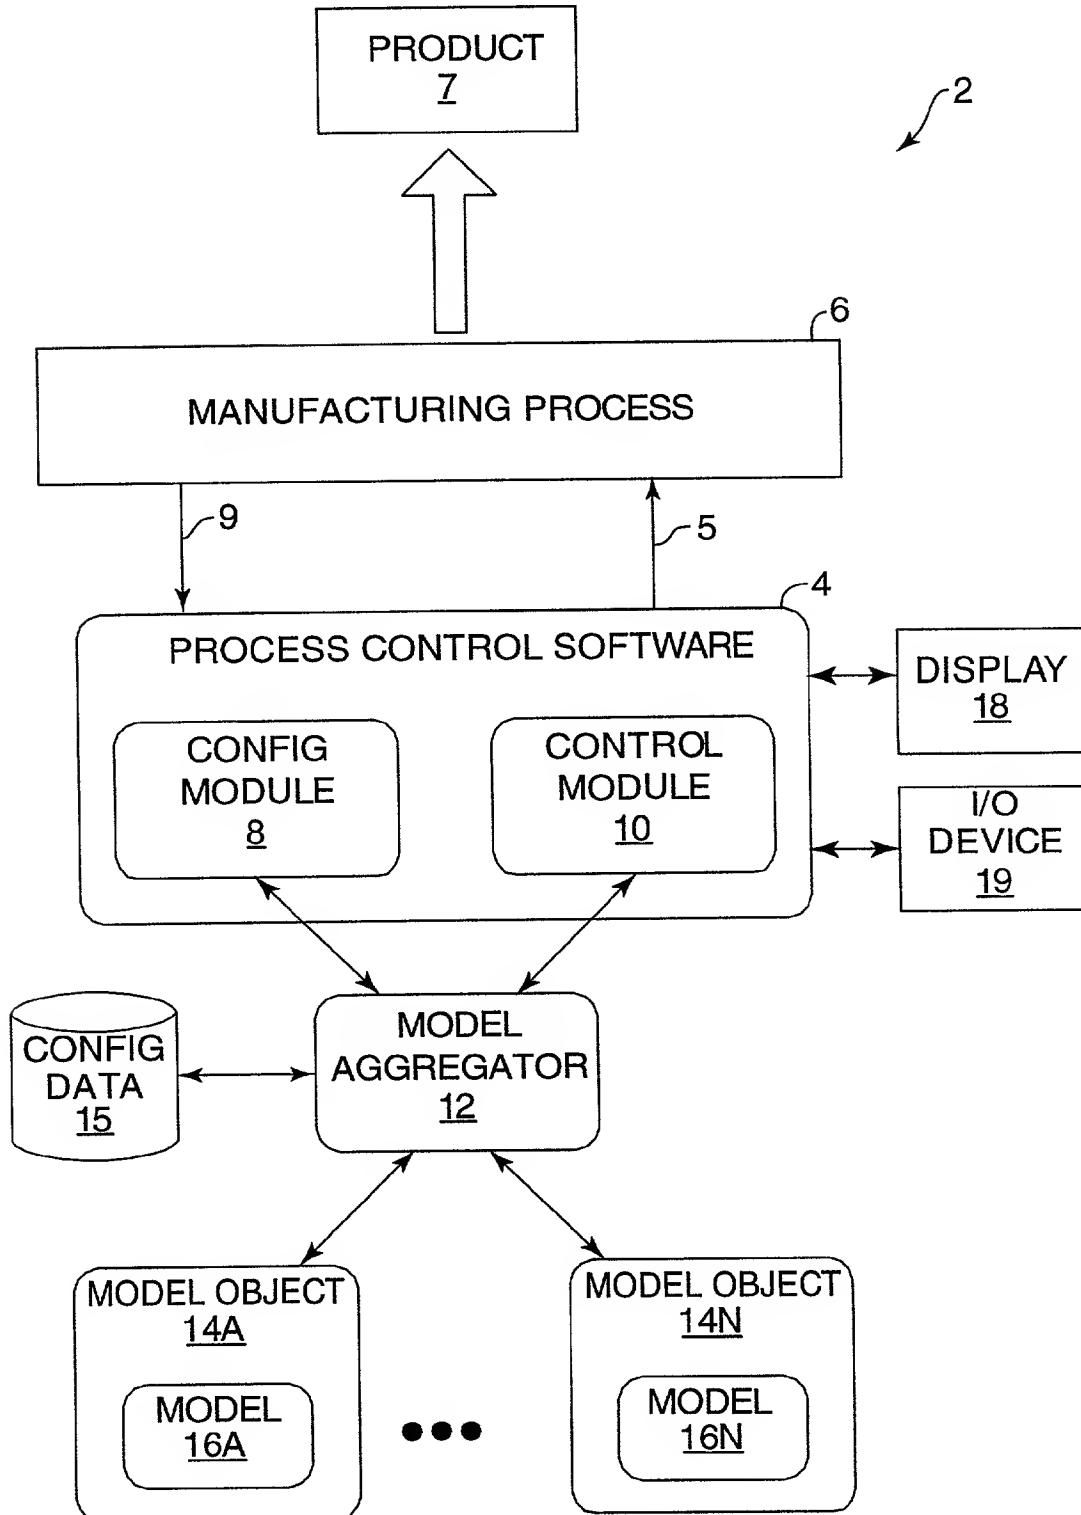 PRODUCT
7
2
6
MANUFACTURING PROCESS
9
5
4
PROCESS CONTROL SOFTWARE
CONFIG
MODULE
8
CONTROL
MODULE
10
DISPLAY
18
I/O
DEVICE
19
CONFIG
DATA
15
MODEL
AGGREGATOR
12
MODEL OBJECT
14A
MODEL
16A
MODEL OBJECT
14N
MODEL
16N